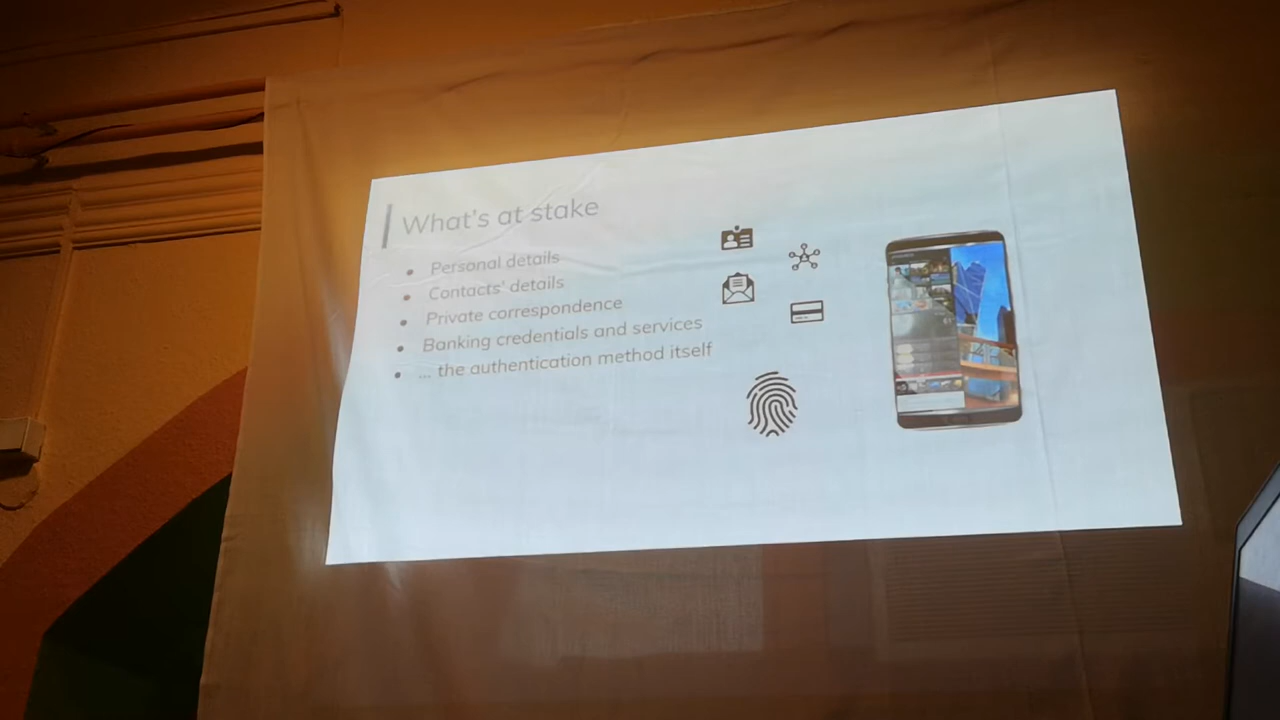 What's at stake
Personal details
Contacts' details
Private correspondence
Banking credentials and services
... the authentication method itself